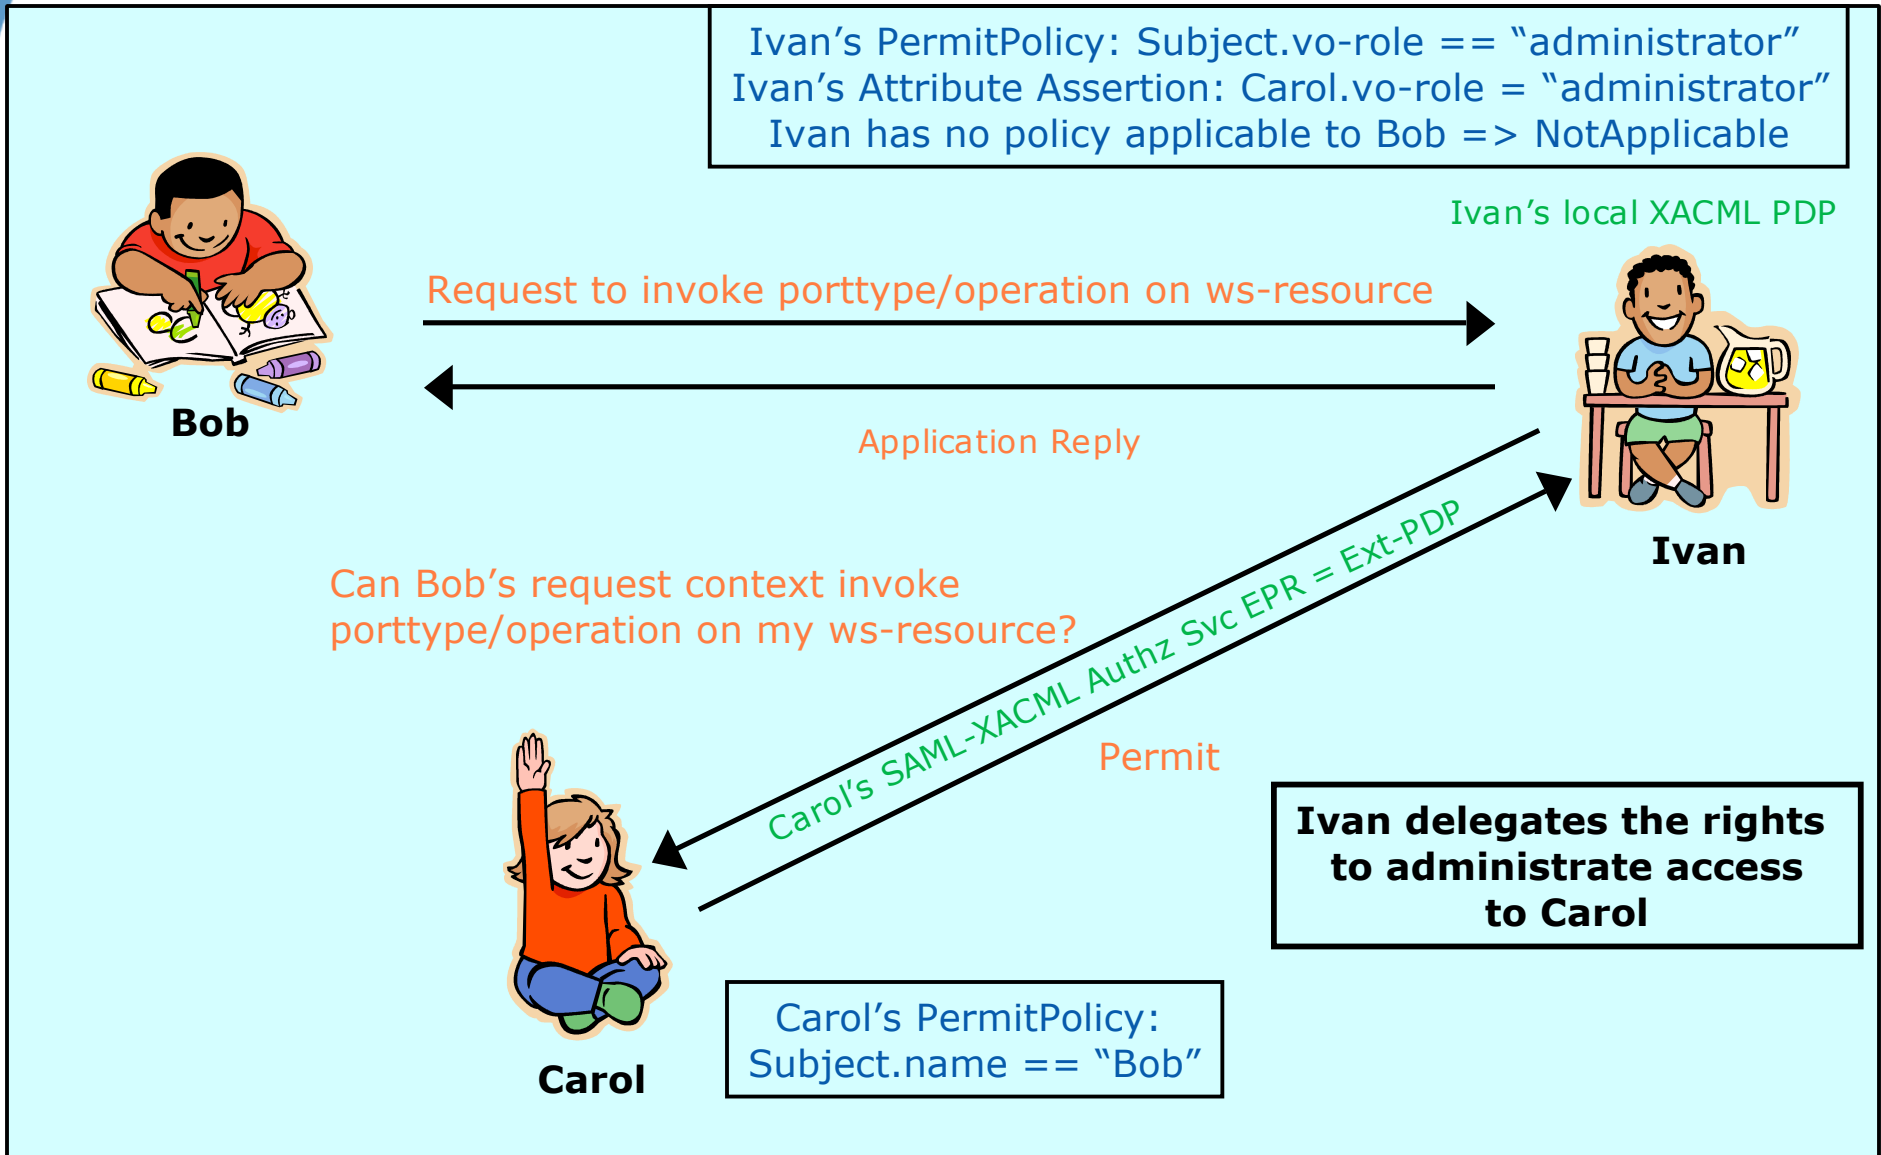 Ivan’s PermitPolicy: Subject.vo-role == “administrator”
Ivan’s Attribute Assertion: Carol.vo-role = “administrator”
Ivan has no policy applicable to Bob => NotApplicable
Ivan’s local XACML PDP
Request to invoke porttype/operation on ws-resource
Bob
Application Reply
Ivan
Can Bob’s request context invoke
porttype/operation on my ws-resource?
Carol’s SAML-XACML Authz Svc EPR = Ext-PDP
Permit
Ivan delegates the rights
to administrate access
to Carol
Carol’s PermitPolicy:
Subject.name == “Bob”
Carol